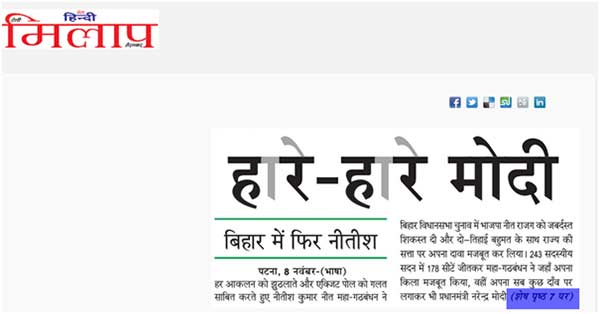 हिन्दी
मिलाप
हारे-हारे मोदी
बिहार में फिर नीतीश
पटना, 8 नवंबर-(भाषा)
हर आकलन को झुठलाते और एक्जिट पोल को गलत
साबित करते हुए नीतीश कुमार नीत महा-गठबंधन ने
बिहार विधानसभा चुनाव में भाजपा नीत राजग को जबर्दस्त
शिकस्त दी और दो-तिहाई बहुमत के साथ राज्य की
सत्ता पर अपना दावा मजबूत कर लिया। 243 सदस्यीय
सदन में 178 सीटें जीतकर महा-गठबंधन ने जहाँ अपना
किला मजबूत किया, वहीं अपना सब कुछ दाँव पर
लगाकर भी प्रधानमंत्री नरेन्द्र मोदी (शेष पृष्ठ 7 पर)